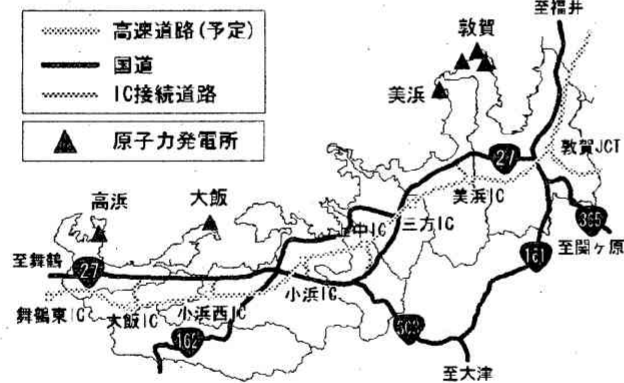 至福井
高速道路(予定)
国道
IC接続道路
原子力発電所
敦賀
美浜
27
敦賀JCT
高浜
大飯
美浜IC
365
中IC
三方IC
至関ヶ原
至舞鶴
27
161
小浜IC
舞鶴東IC
大飯IC
小浜西IC
162
303
至大津